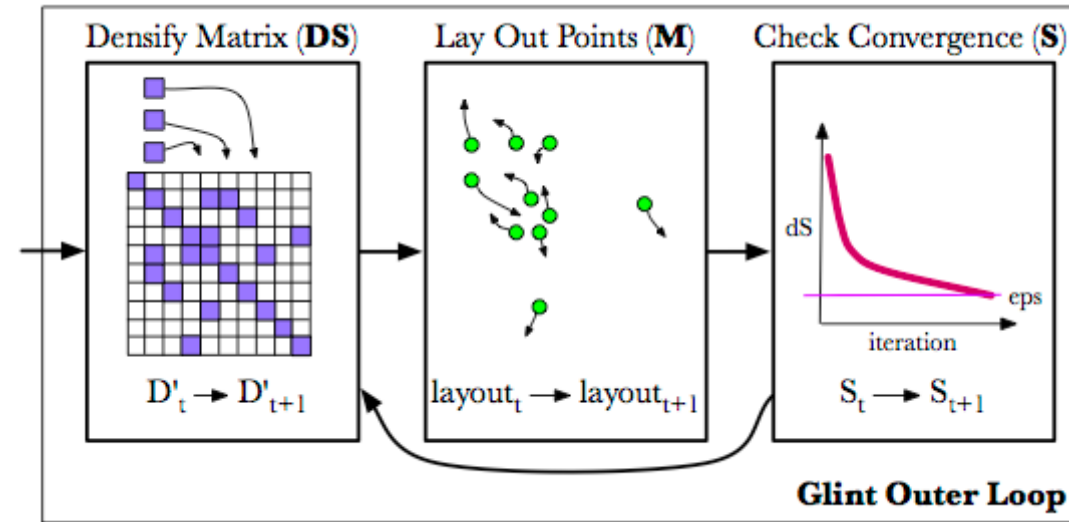 Densify Matrix (DS)
Lay Out Points (M)
Check Convergence (S)
dS
eps
iteration
D't → D't+1
layoutt → layoutt+1
St → St+1
Glint Outer Loop